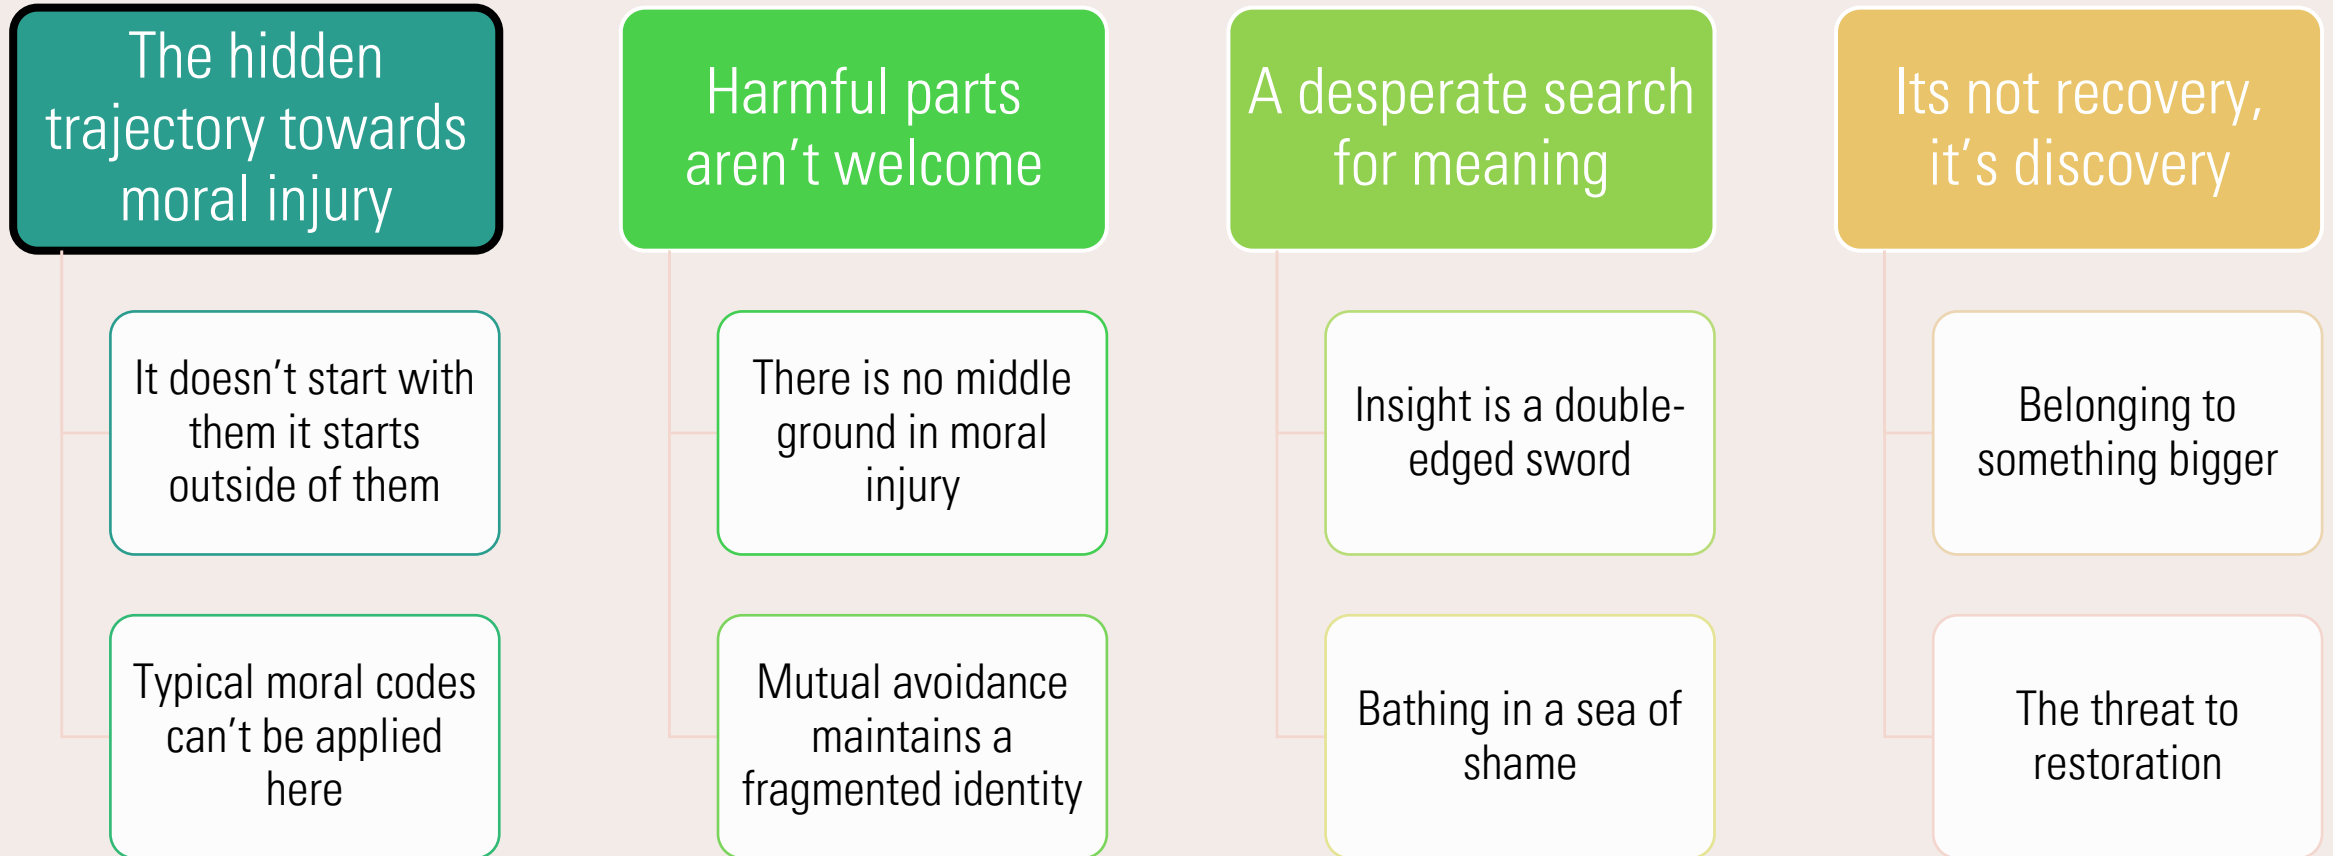 The hidden
trajectory towards
moral injury
It doesn’t start with
them it starts
outside of them
Typical moral codes
can’t be applied
here
Harmful parts
aren’t welcome
There is no middle
ground in moral
injury
Mutual avoidance
maintains a
fragmented identity
A desperate search
for meaning
Insight is a double-
edged sword
Bathing in a sea of
shame
Its not recovery,
it’s discovery
Belonging to
something bigger
The threat to
restoration